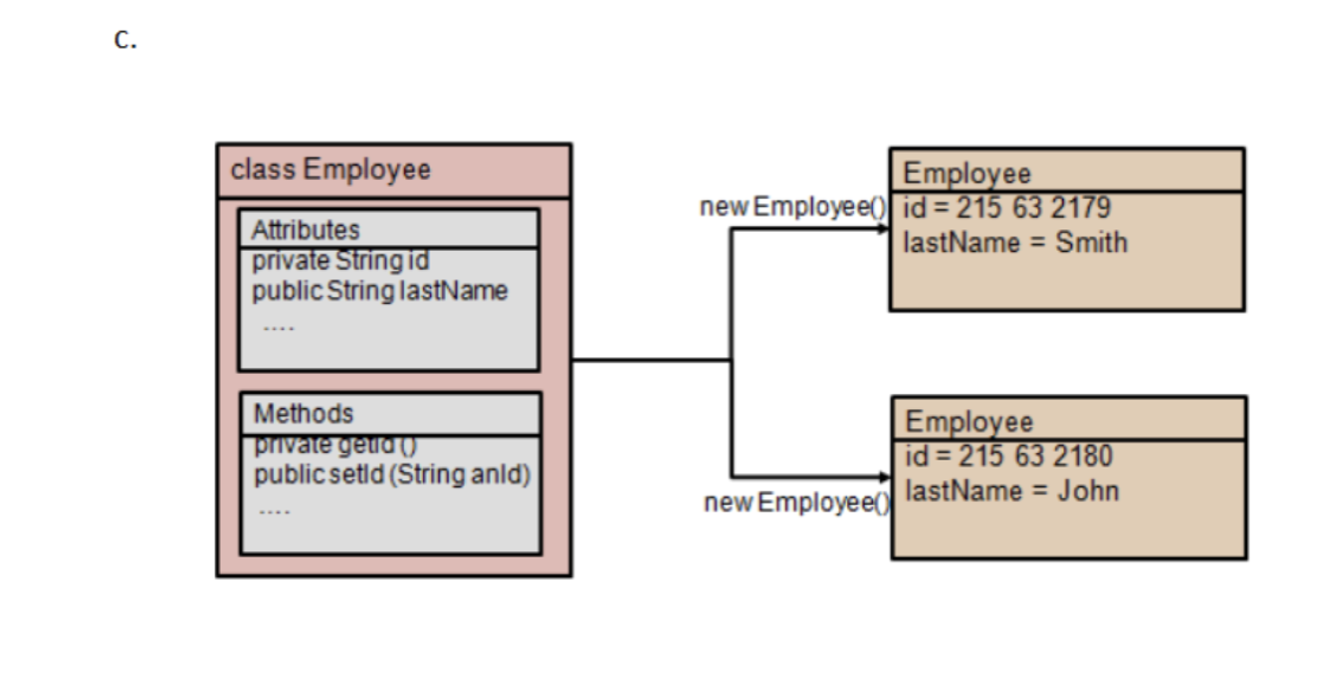 c.
class Employee
Attributes
private String id
public String lastName
....
Methods
private getId ()
public setId (String anId)
....
new Employee()
Employee
id = 215 63 2179
lastName = Smith
new Employee()
Employee
id = 215 63 2180
lastName = John